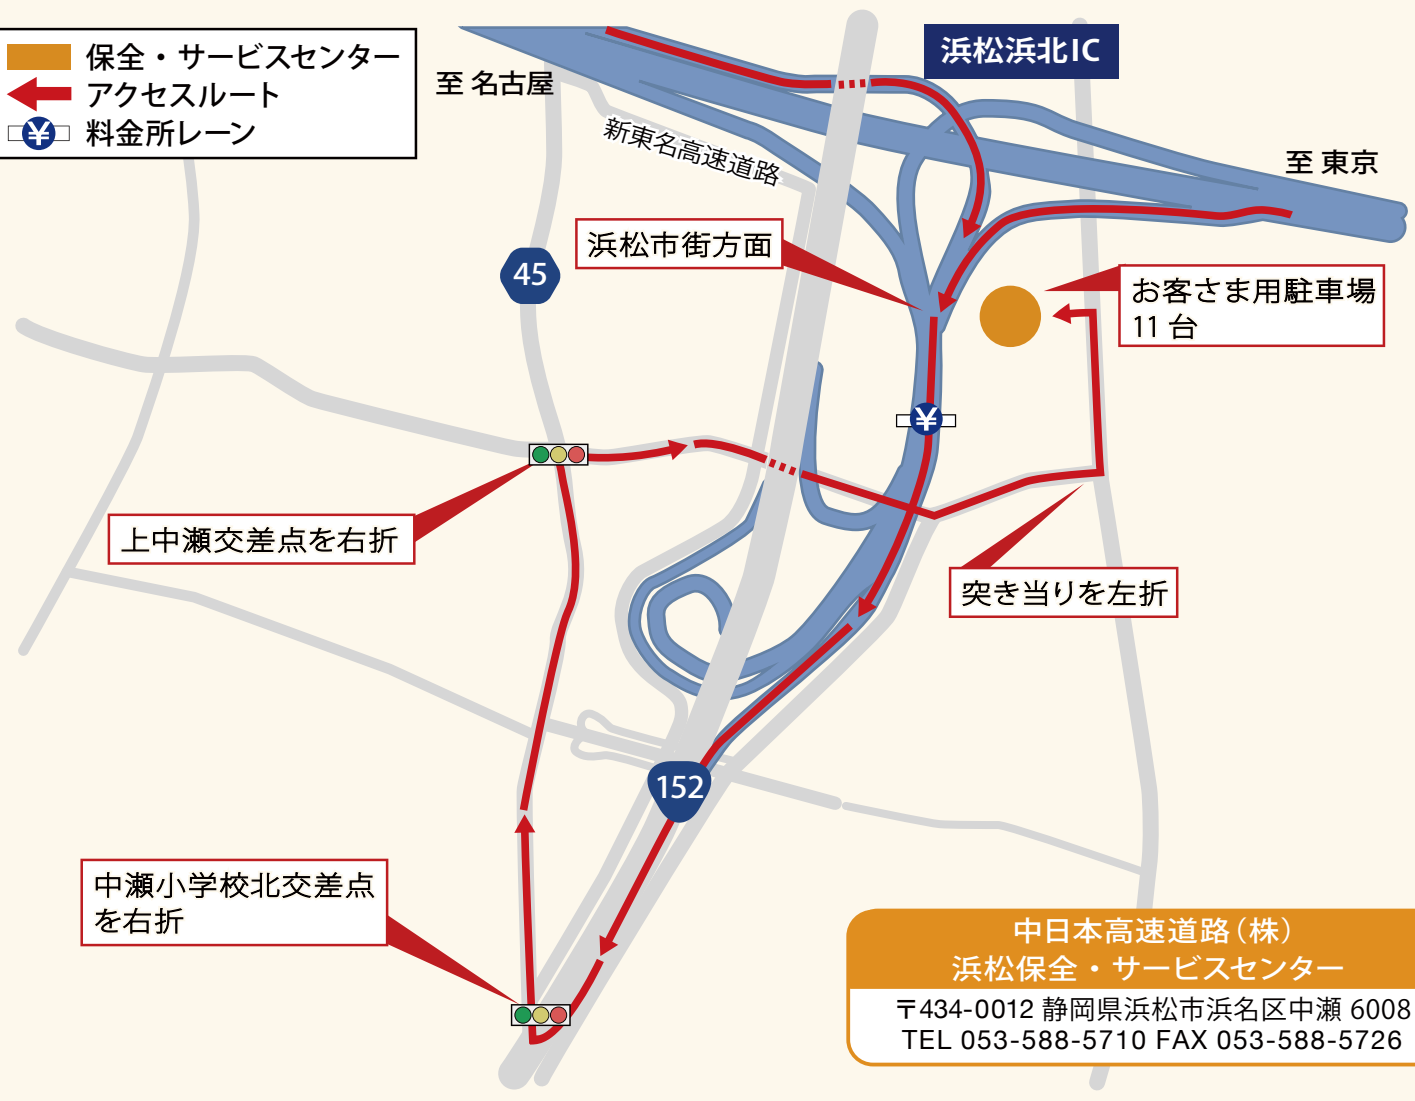 保全・サービスセンター
アクセスルート
¥ 料金所レーン
浜松浜北IC
至 名古屋
新東名高速道路
至 東京
浜松市街方面
45
お客さま用駐車場
11 台
¥
上中瀬交差点を右折
突き当りを左折
152
中瀬小学校北交差点
を右折
中日本高速道路(株)
浜松保全・サービスセンター
〒434-0012 静岡県浜松市浜名区中瀬 6008
TEL 053-588-5710 FAX 053-588-5726